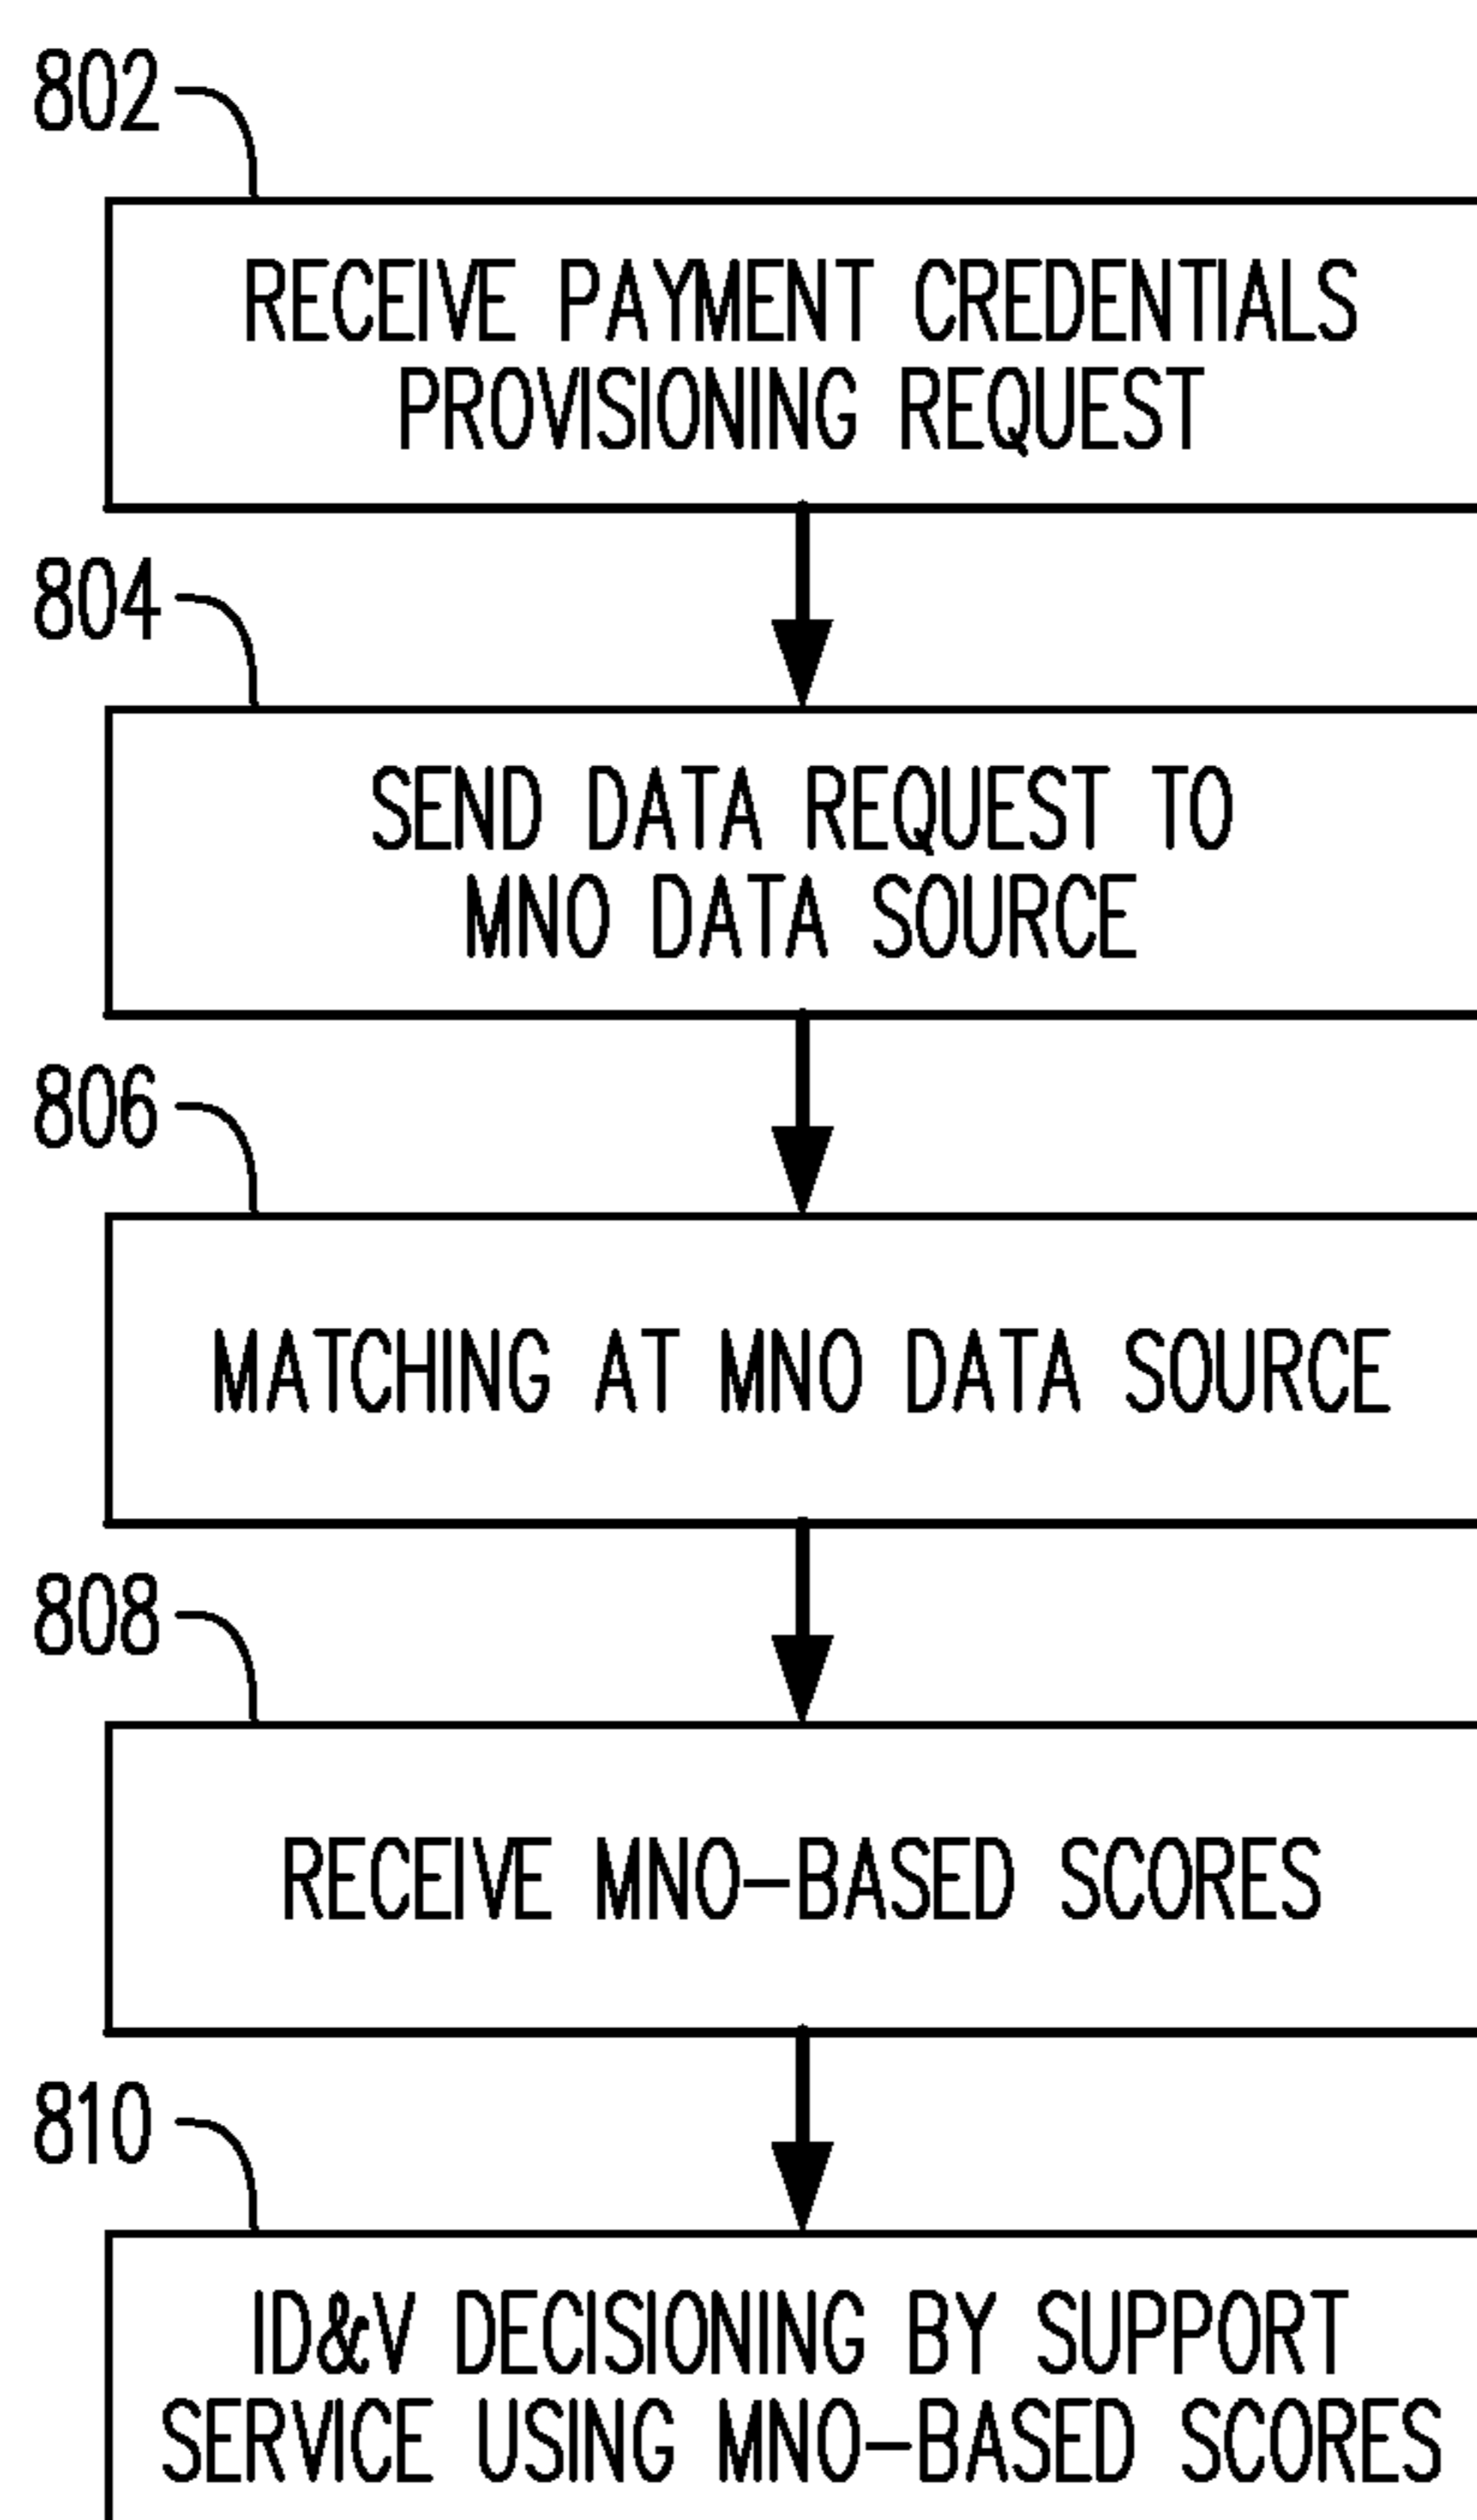 802
RECEIVE PAYMENT CREDENTIALS
PROVISIONING REQUEST
804
SEND DATA REQUEST TO
MNO DATA SOURCE
806
MATCHING AT MNO DATA SOURCE
808
RECEIVE MNO-BASED SCORES
810
ID&V DECISIONING BY SUPPORT
SERVICE USING MNO-BASED SCORES